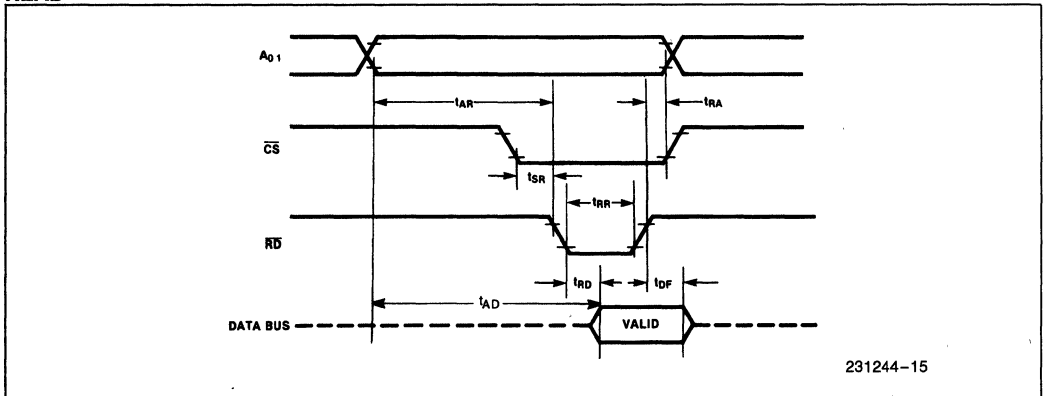 A0 1
tAR
tRA
CS
tSR
tRR
RD
tRD
tDF
tAD
DATA BUS
VALID
231244–15